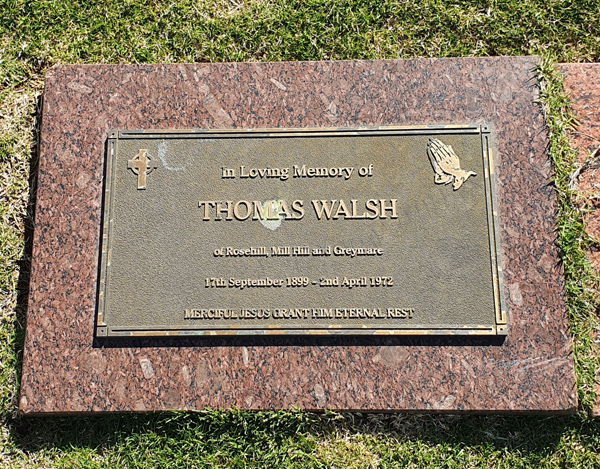 In Loving Memory of
THOMAS WALSH
of Rosehill, Mill Hill and Greymare
17th September 1899 – 2nd April 1972
MERCIFUL JESUS GRANT HIM ETERNAL REST